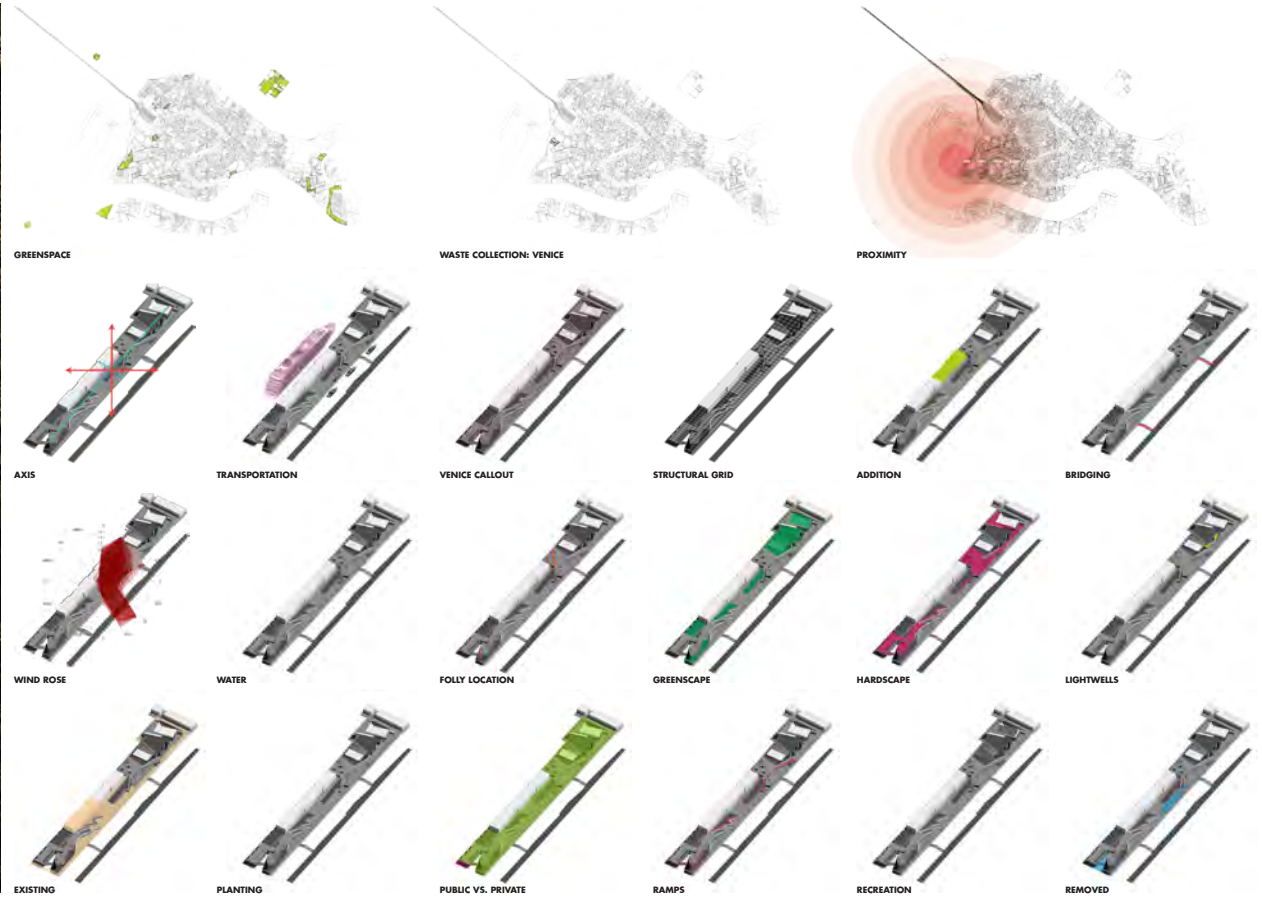 GREENSPACE
WASTE COLLECTION: VENICE
PROXIMITY
AXIS
TRANSPORTATION
VENICE CALLOUT
STRUCTURAL GRID
ADDITION
BRIDGING
WIND ROSE
WATER
FOLLY LOCATION
GREENSCAPE
HARDSCAPE
LIGHTWELLS
EXISTING
PLANTING
PUBLIC VS. PRIVATE
RAMPS
RECREATION
REMOVED